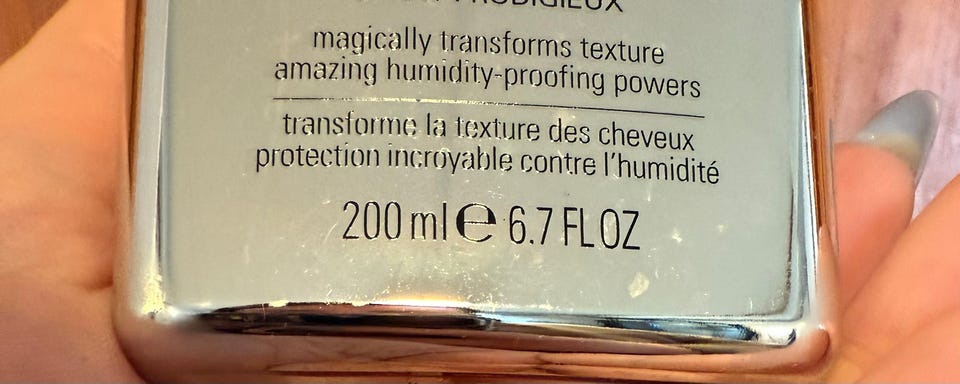 PRODIGIEUX
magically transforms texture
amazing humidity-proofing powers
transforme la texture des cheveux
protection incroyable contre l'humidité
200 ml e 6.7 FL OZ